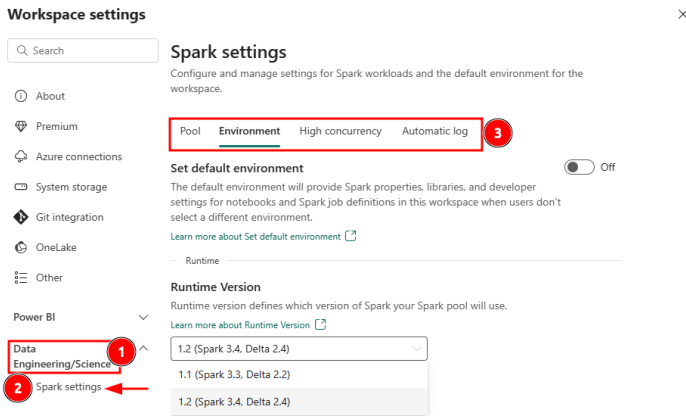 Workspace settings
Search
About
Premium
Azure connections
System storage
Git integration
OneLake
Other
Power BI
Data
Engineering/Science
1
2
Spark settings
Spark settings
Configure and manage settings for Spark workloads and the default environment for the
workspace.
Pool Environment High concurrency Automatic log
3
Set default environment
Off
The default environment will provide Spark properties, libraries, and developer
settings for notebooks and Spark job definitions in this workspace when users don't
select a different environment.
Learn more about Set default environment
Runtime
Runtime Version
Runtime version defines which version of Spark your Spark pool will use.
Learn more about Runtime Version
1.2 (Spark 3.4, Delta 2.4)
1.1 (Spark 3.3, Delta 2.2)
1.2 (Spark 3.4, Delta 2.4)